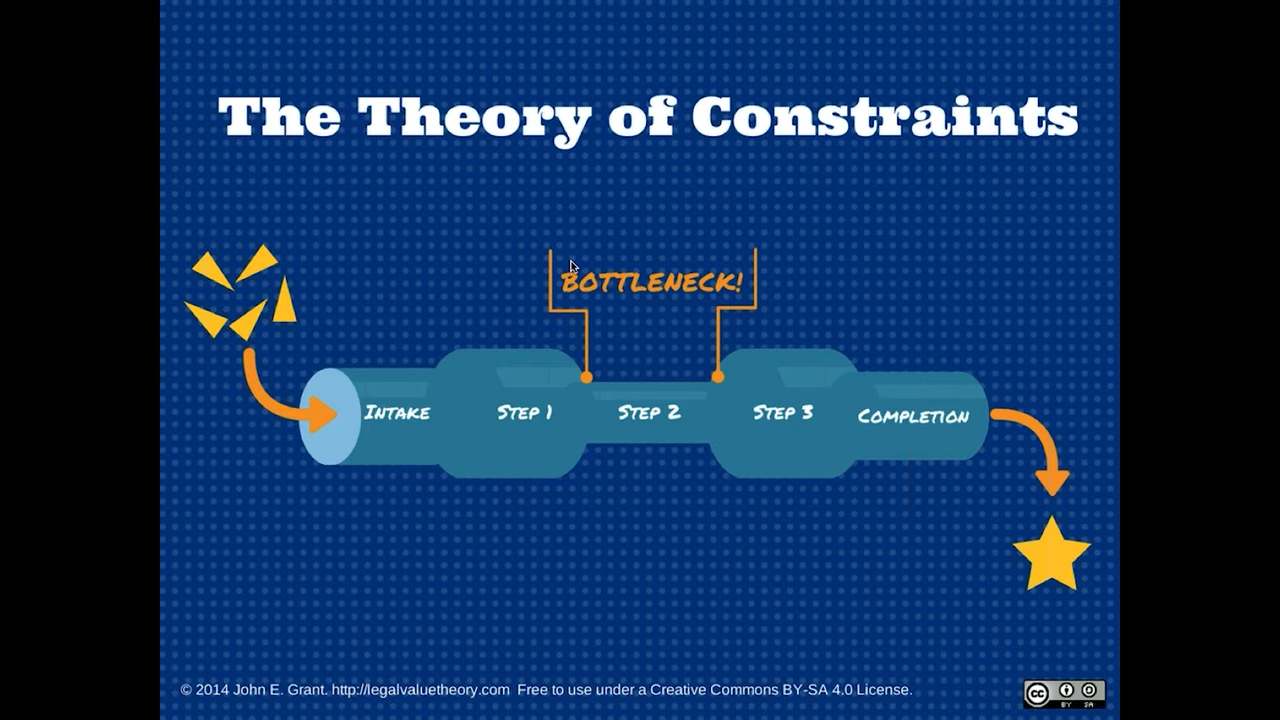 The Theory of Constraints
BOTTLENECK!
INTAKE
STEP 1
STEP 2
STEP 3
COMPLETION
© 2014 John E. Grant. http://legalvaluetheory.com Free to use under a Creative Commons BY-SA 4.0 License.
cc
BY SA